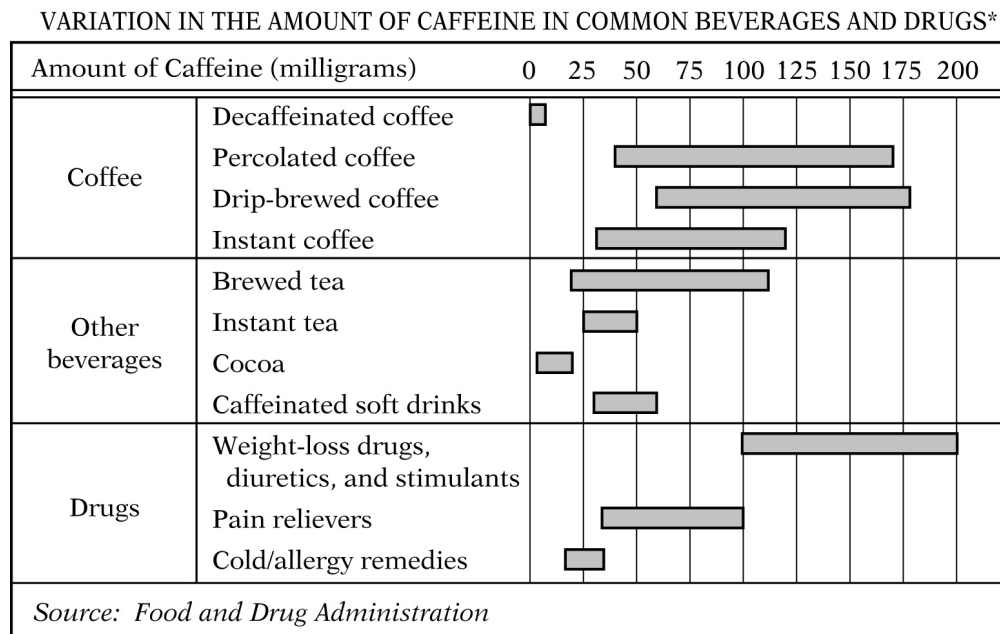 VARIATION IN THE AMOUNT OF CAFFEINE IN COMMON BEVERAGES AND DRUGS*
Amount of Caffeine (milligrams) 0 25 50 75 100 125 150 175 200
Coffee
Decaffeinated coffee
Percolated coffee
Drip-brewed coffee
Instant coffee
Other
beverages
Brewed tea
Instant tea
Cocoa
Caffeinated soft drinks
Drugs
Weight-loss drugs,
diuretics, and stimulants
Pain relievers
Cold/allergy remedies
Source: Food and Drug Administration